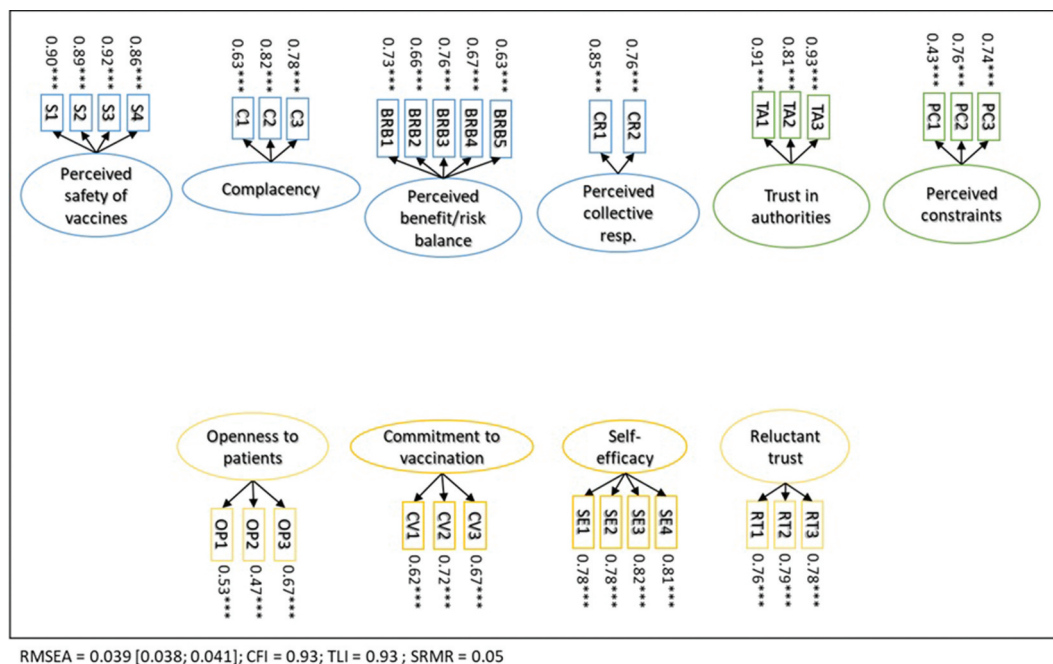 0.90***
0.89***
0.92***
0.86***
0.63***
0.82***
0.78***
0.73***
0.66***
0.76***
0.67***
0.63***
0.85***
0.76***
0.91***
0.81***
0.93***
0.43***
0.76***
0.74***
S1
S2
S3
S4
C1
C2
C3
BRB1
BRB2
BRB3
BRB4
BRB5
CR1
CR2
TA1
TA2
TA3
PC1
PC2
PC3
Perceived
safety of
vaccines
Complacency
Perceived
benefit/risk
balance
Perceived
collective
resp.
Trust in
authorities
Perceived
constraints
Openness to
patients
Commitment to
vaccination
Self-
efficacy
Reluctant
trust
OP1
OP2
OP3
CV1
CV2
CV3
SE1
SE2
SE3
SE4
RT1
RT2
RT3
0.53***
0.47***
0.67***
0.62***
0.72***
0.67***
0.78***
0.78***
0.82***
0.81***
0.76***
0.79***
0.78***
RMSEA = 0.039 [0.038; 0.041]; CFI = 0.93; TLI = 0.93 ; SRMR = 0.05